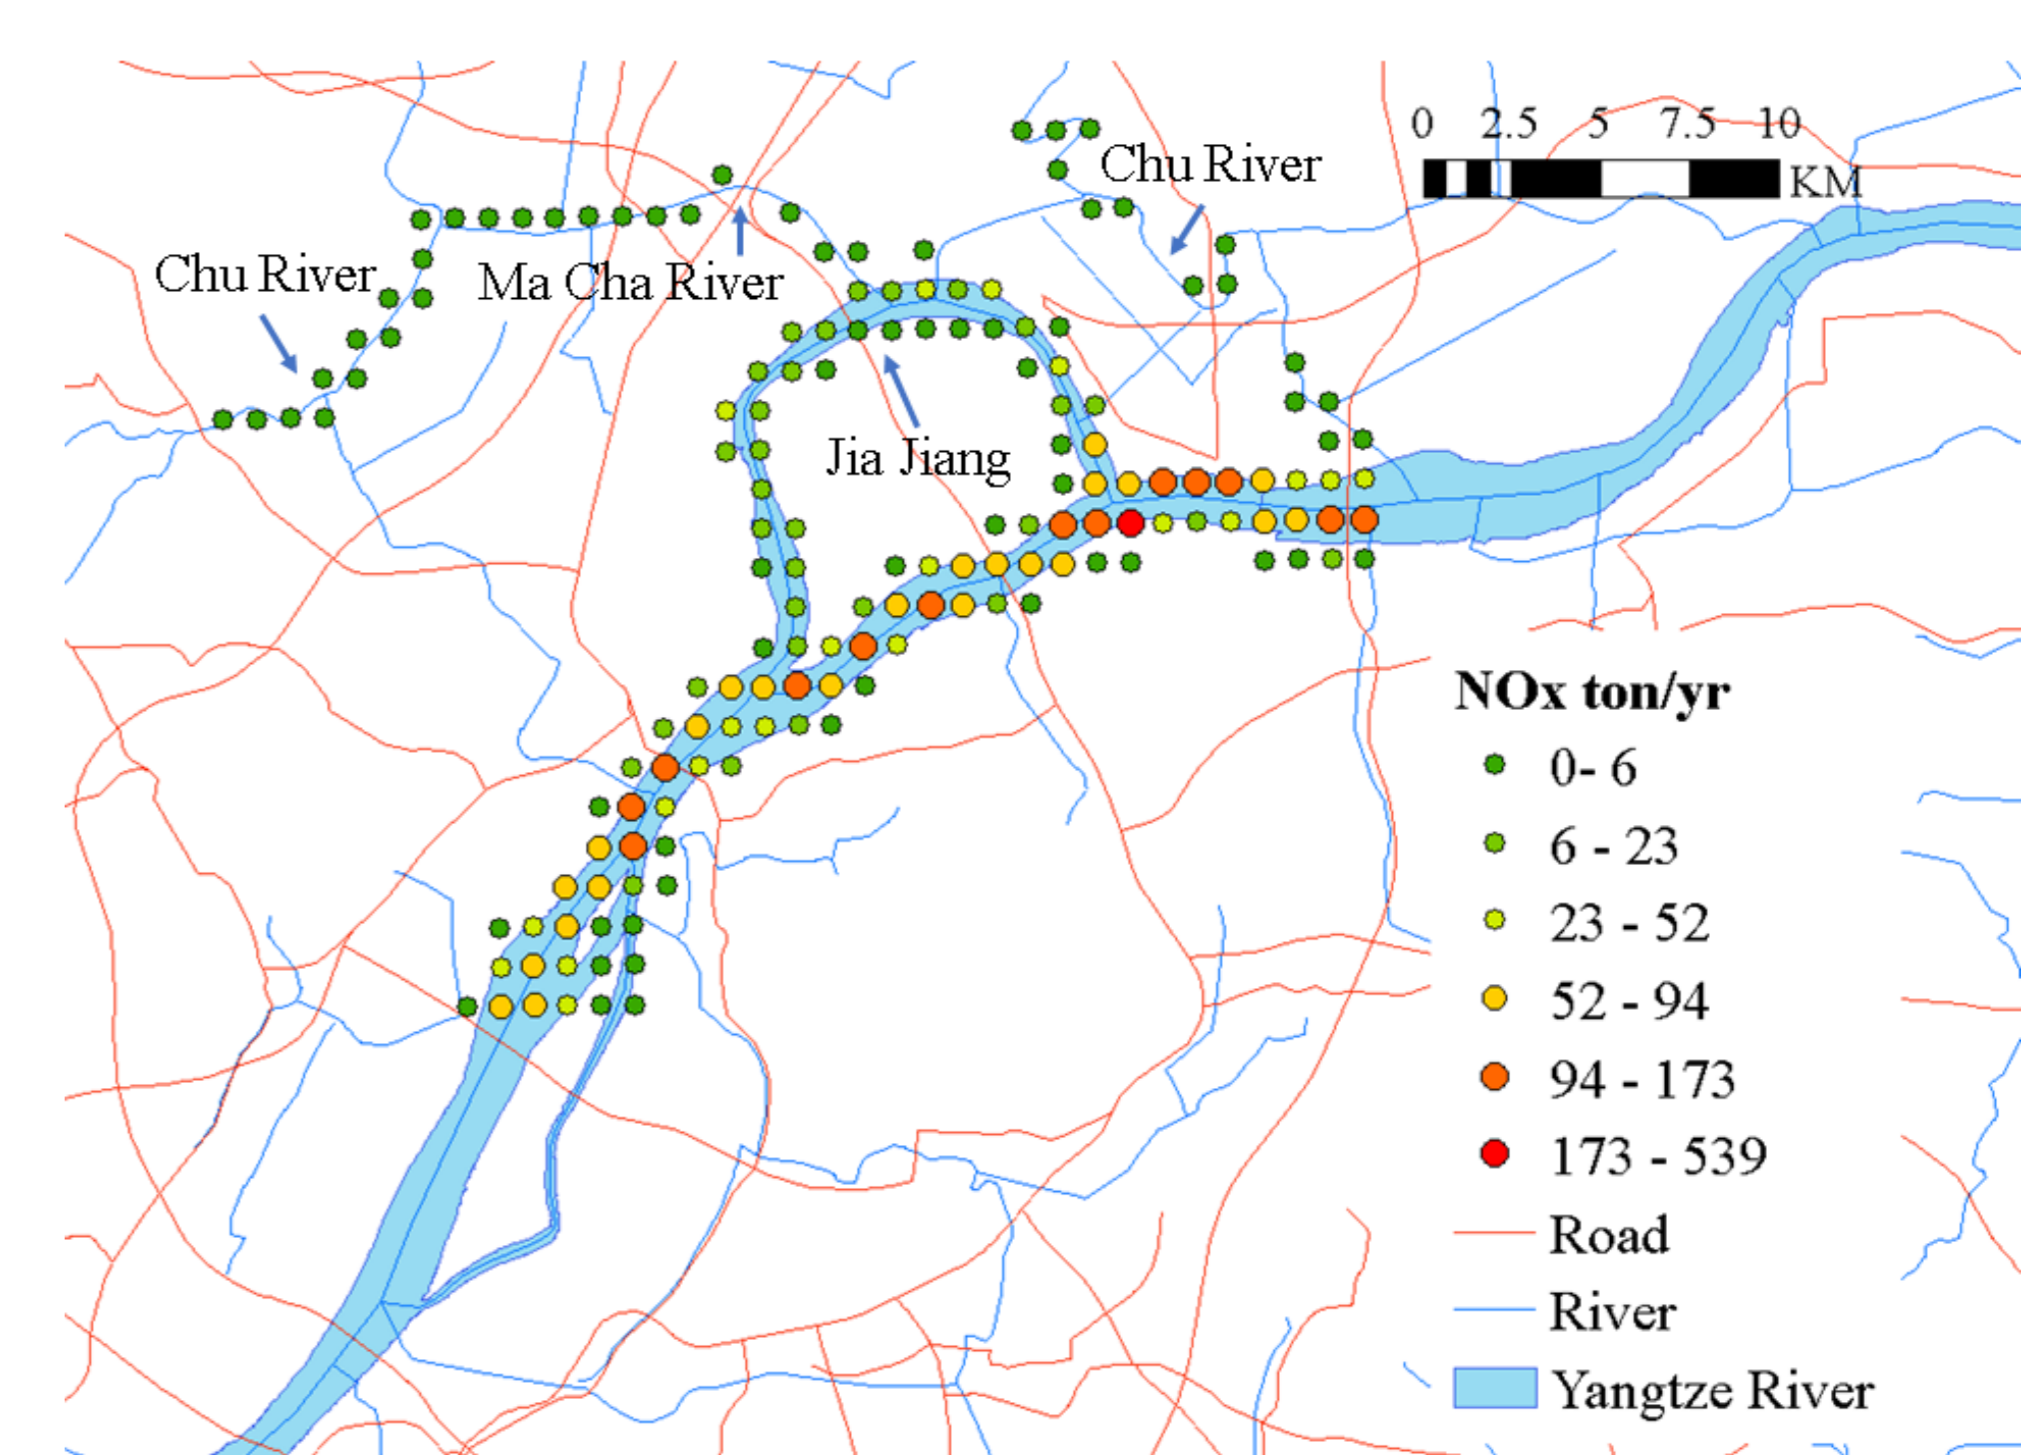 0 2.5 5 7.5 10
KM
Chu River
Chu River
Ma Cha River
Jia Jiang
NOx ton/yr
0- 6
6 - 23
23 - 52
52 - 94
94 - 173
173 - 539
Road
River
Yangtze River